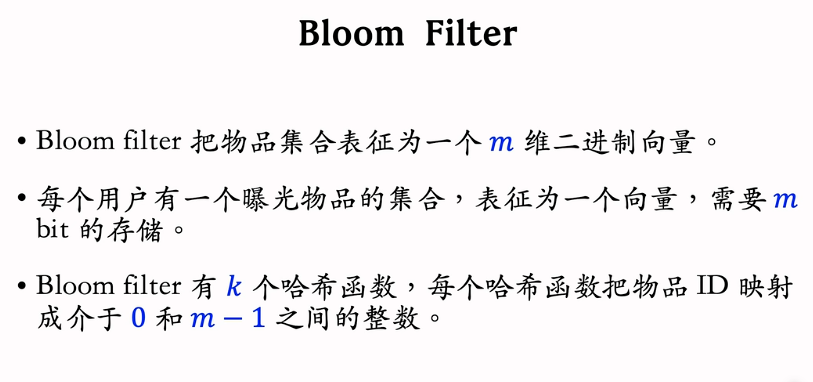 Bloom Filter
• Bloom filter 把物品集合表征为一个 m 维二进制向量。
• 每个用户有一个曝光物品的集合，表征为一个向量，需要 m
bit 的存储。
• Bloom filter 有 k 个哈希函数，每个哈希函数把物品 ID 映射
成介于 0 和 m − 1 之间的整数。